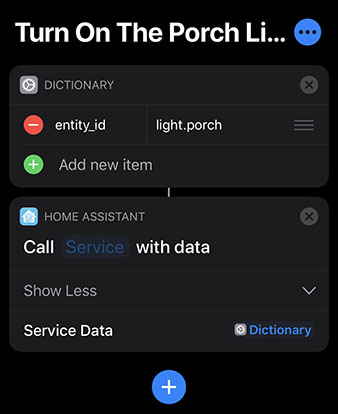 Turn On The Porch Li...
DICTIONARY
entity_id light.porch
Add new item
HOME ASSISTANT
Call Service with data
Show Less
Service Data Dictionary